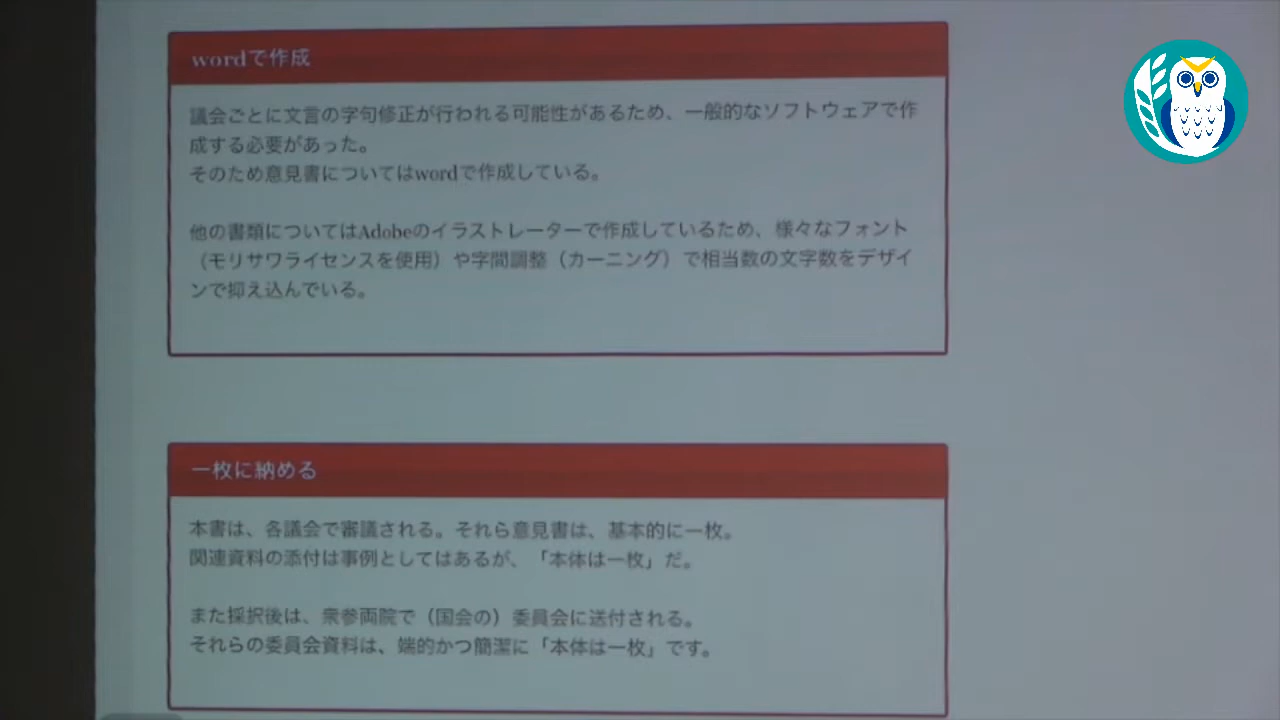 wordで作成
議会ごとに文言の字句修正が行われる可能性があるため、一般的なソフトウェアで作
成する必要があった。
そのため意見書についてはwordで作成している。
他の書類についてはAdobeのイラストレーターで作成しているため、様々なフォント
（モリサワライセンスを使用）や字間調整（カーニング）で相当数の文字数をデザイ
ンで抑え込んでいる。
一枚に納める
本書は、各議会で審議される。それら意見書は、基本的に一枚。
関連資料の添付は事例としてはあるが、「本体は一枚」だ。
また採択後は、衆参両院で（国会の）委員会に送付される。
それらの委員会資料は、端的かつ簡潔に「本体は一枚」です。